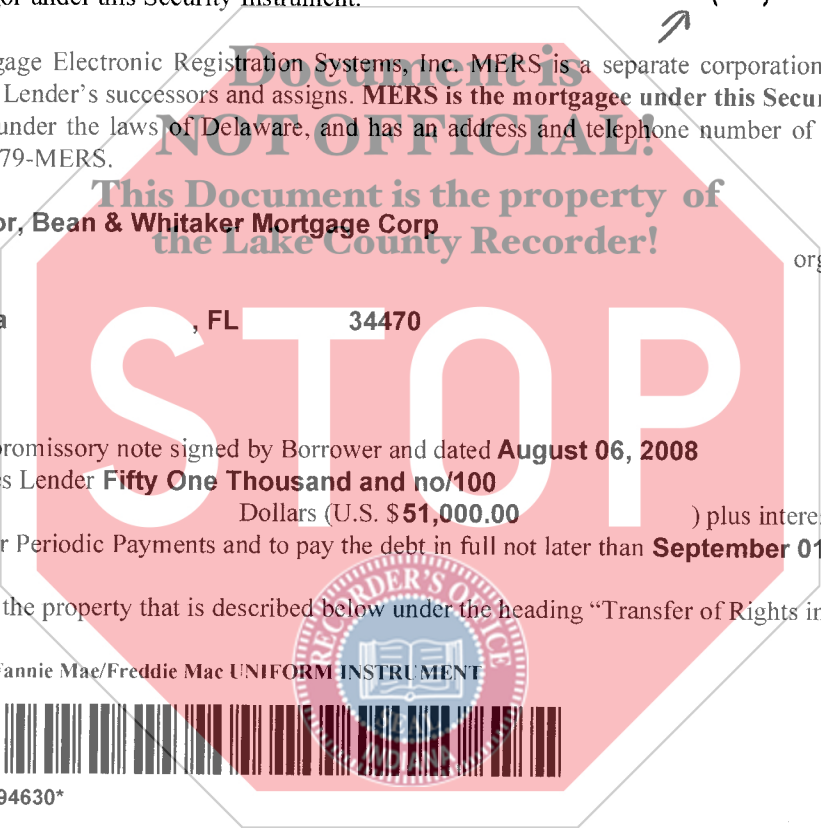 or under this Security Instrument.
gage Electronic Registration Systems, Inc. MERS is a separate corporation
Lender's successors and assigns. MERS is the mortgagee under this Secur
under the laws of Delaware, and has an address and telephone number of
79-MERS.
Document is
NOT OFFICIAL!
This Document is the property of
the Lake County Recorder!
or, Bean & Whitaker Mortgage Corp
org
a , FL 34470
STOP
promissory note signed by Borrower and dated August 06, 2008
s Lender Fifty One Thousand and no/100
Dollars (U.S. $51,000.00 ) plus intere
r Periodic Payments and to pay the debt in full not later than September 01
the property that is described below under the heading “Transfer of Rights in
Fannie Mae/Freddie Mac UNIFORM INSTRUMENT
RECORDER'S OFFICE
SEAL
INDIANA
94630*